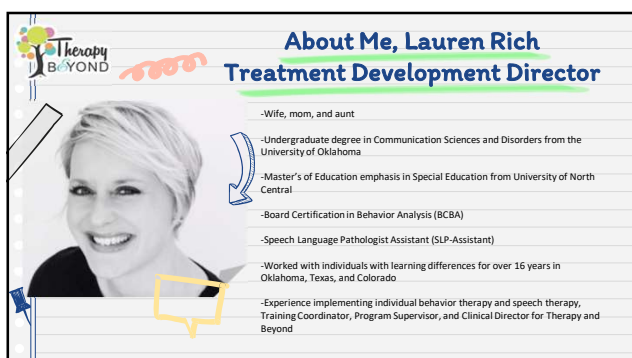 Therapy
BEYOND
About Me, Lauren Rich
Treatment Development Director
-Wife, mom, and aunt
-Undergraduate degree in Communication Sciences and Disorders from the
University of Oklahoma
-Master's of Education emphasis in Special Education from University of North
Central
-Board Certification in Behavior Analysis (BCBA)
-Speech Language Pathologist Assistant (SLP-Assistant)
-Worked with individuals with learning differences for over 16 years in
Oklahoma, Texas, and Colorado
-Experience implementing individual behavior therapy and speech therapy,
Training Coordinator, Program Supervisor, and Clinical Director for Therapy and
Beyond